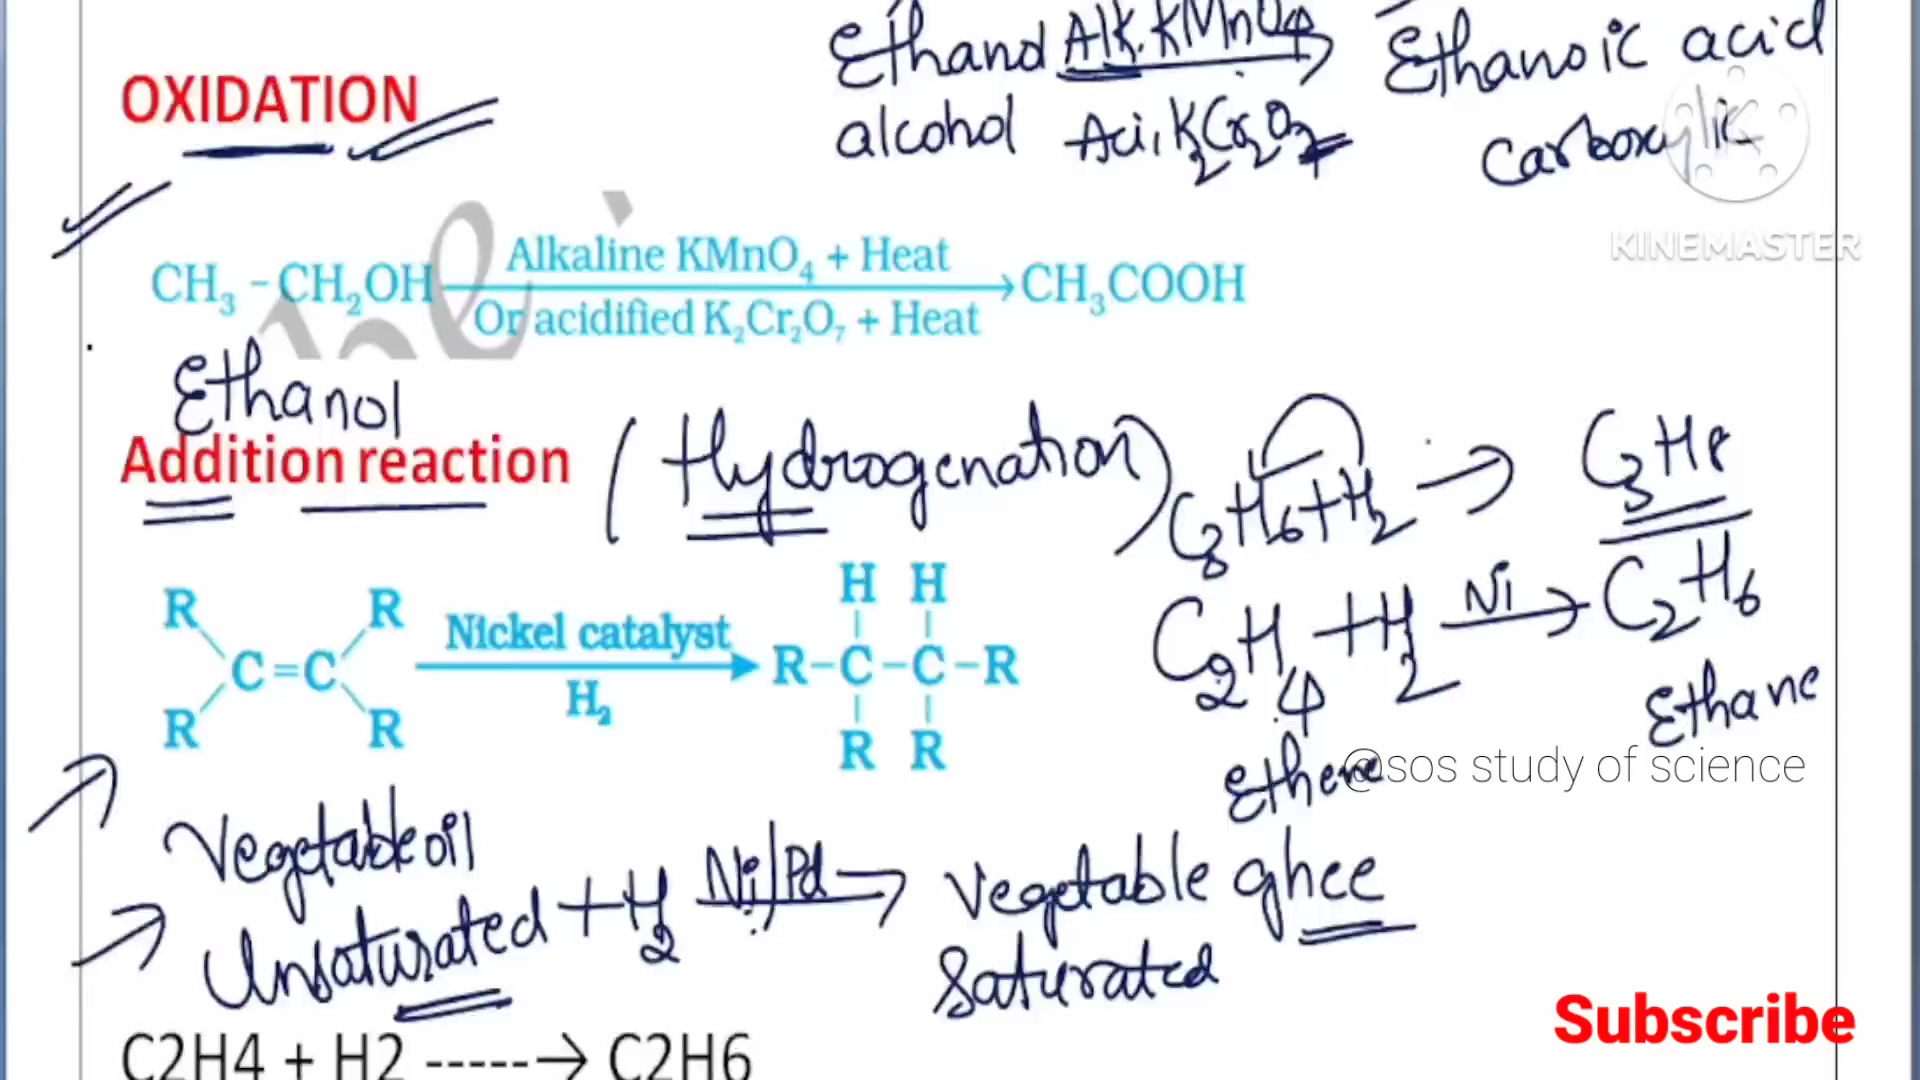 Ethanol Alk. KMnO4 → Ethanoic acid
OXIDATION
alcohol Aci. K2Cr2O7 Carboxylic
KINEMASTER
CH3 - CH2OH Alkaline KMnO4 + Heat → CH3COOH
Or acidified K2Cr2O7 + Heat
Ethanol
Addition reaction (Hydrogenation) C3H6 + H2 → C3H8
H H
R R Nickel catalyst C2H4 + H2 Ni → C2H6
C=C R-C-C-R
H2
R R R R
Ethene Ethane
@sos study of science
Vegetable oil
Unsaturated + H2 Ni/Pd → Vegetable ghee
Saturated
Subscribe
C2H4 + H2 -----→ C2H6